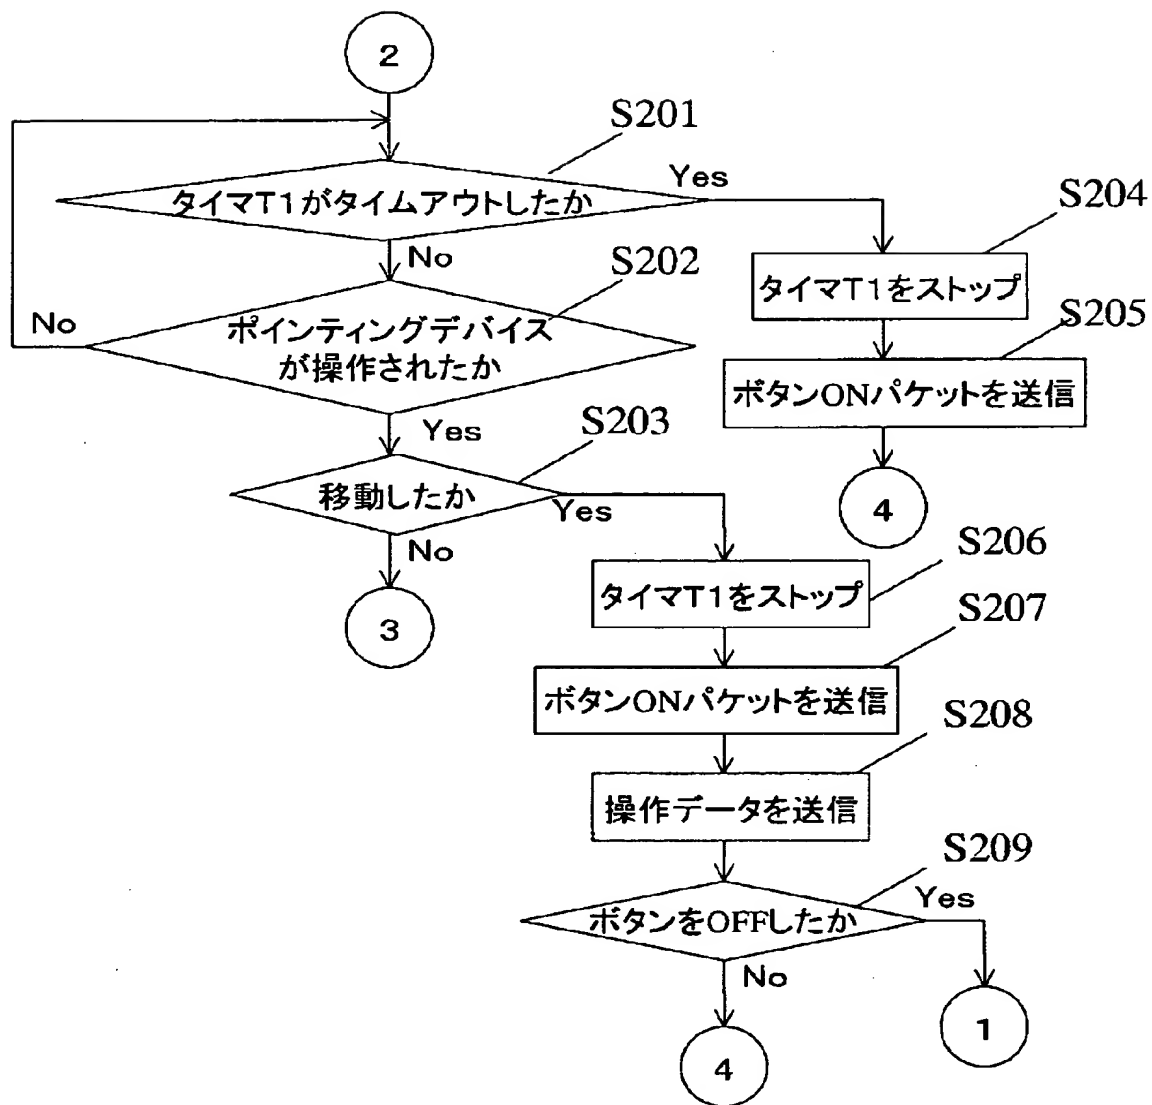 2
S201
タイマT1がタイムアウトしたか
Yes
No
S204
タイマT1をストップ
S202
ポインティングデバイス
が操作されたか
No
Yes
S205
ボタンONパケットを送信
4
S203
移動したか
Yes
No
3
S206
タイマT1をストップ
S207
ボタンONパケットを送信
S208
操作データを送信
S209
ボタンをOFFしたか
Yes
No
1
4